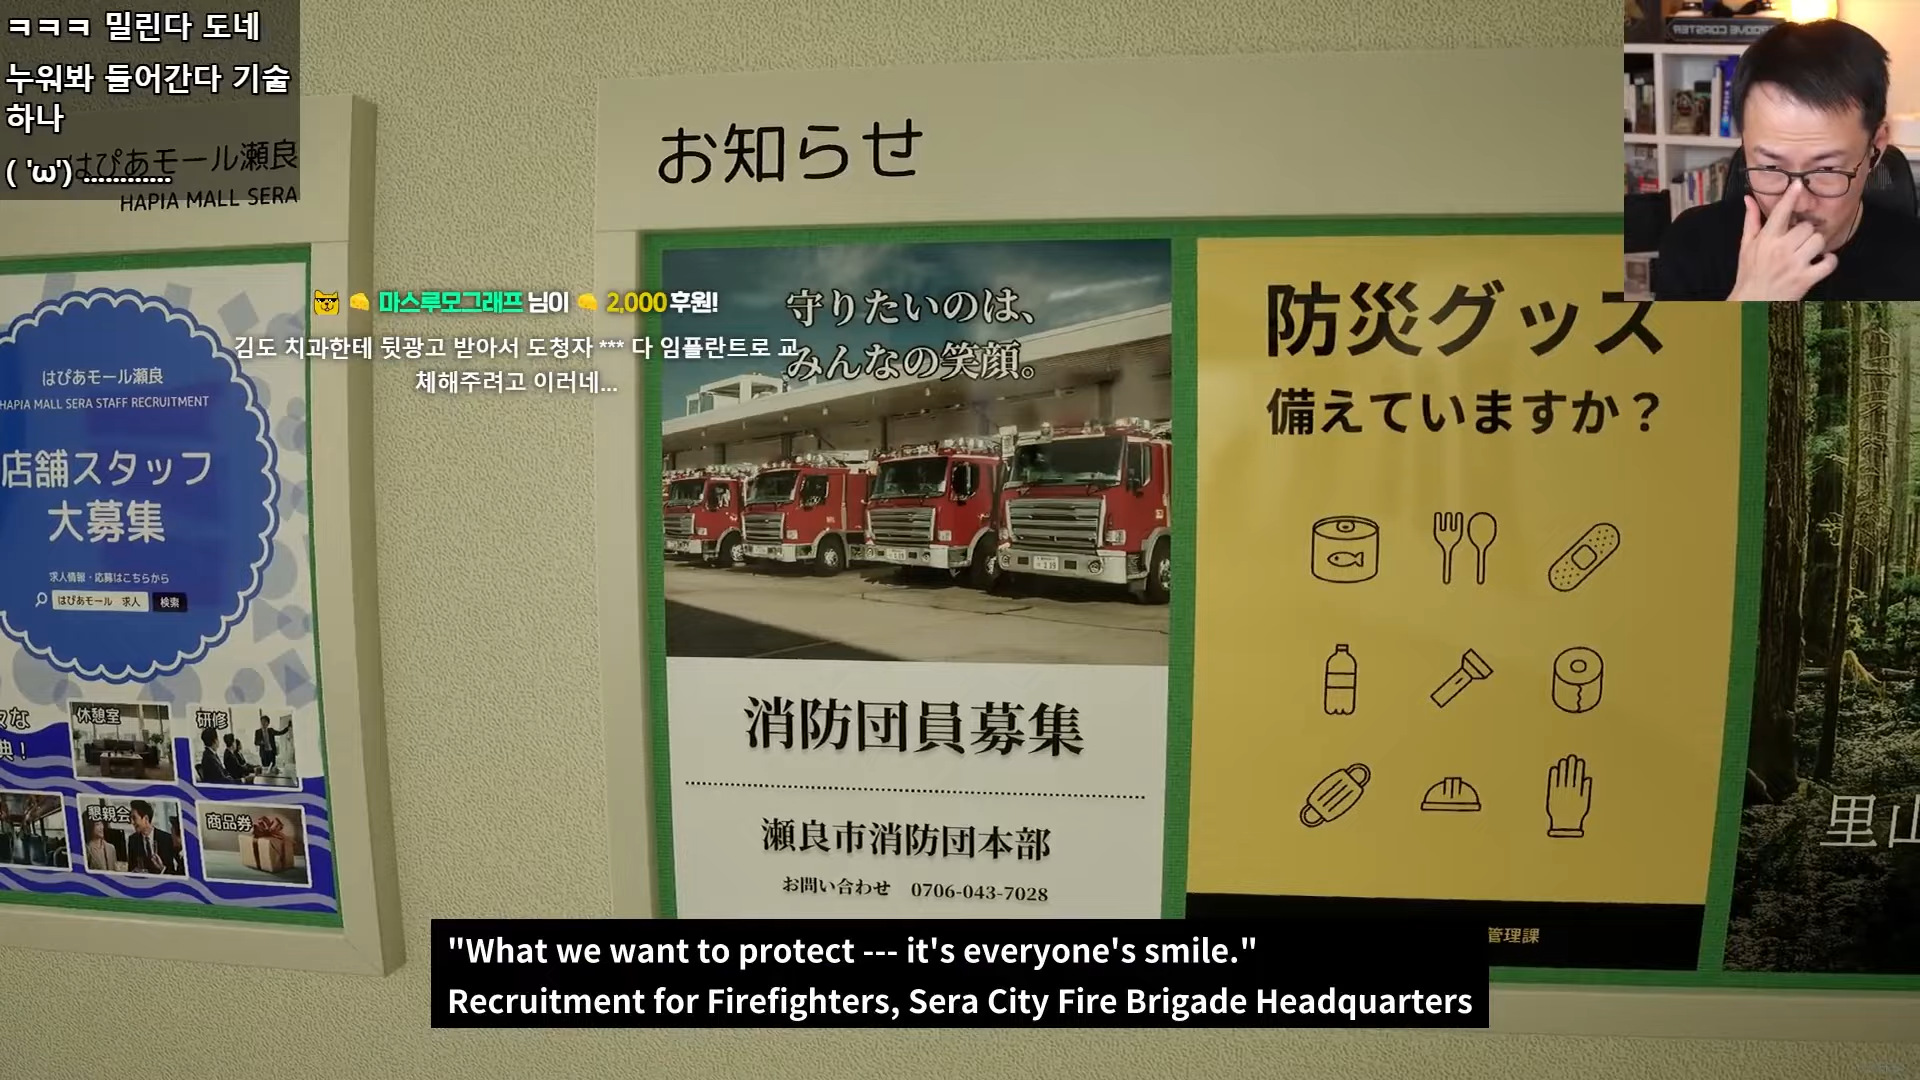 ㅋㅋㅋ 밀린다 도네
누워봐 들어간다 기술
하나
( 'ω') ............
はぴあモール瀬良
HAPIA MALL SERA
はぴあモール瀬良
HAPIA MALL SERA STAFF RECRUITMENT
店舗スタッフ
大募集
求人情報・応募はこちらから
はぴあモール 求人 検索
休憩室
研修
典!
懇親会
商品券
마스루모그래프 님이 2,000 후원!
김도 치과한테 뒷광고 받아서 도청자 *** 다 임플란트로 교
체해주려고 이러네...
お知らせ
守りたいのは、
みんなの笑顔。
消防団員募集
瀬良市消防団本部
お問い合わせ 0706-043-7028
防災グッズ
備えていますか?
管理課
里山
GROOVE COASTER
"What we want to protect --- it's everyone's smile."
Recruitment for Firefighters, Sera City Fire Brigade Headquarters